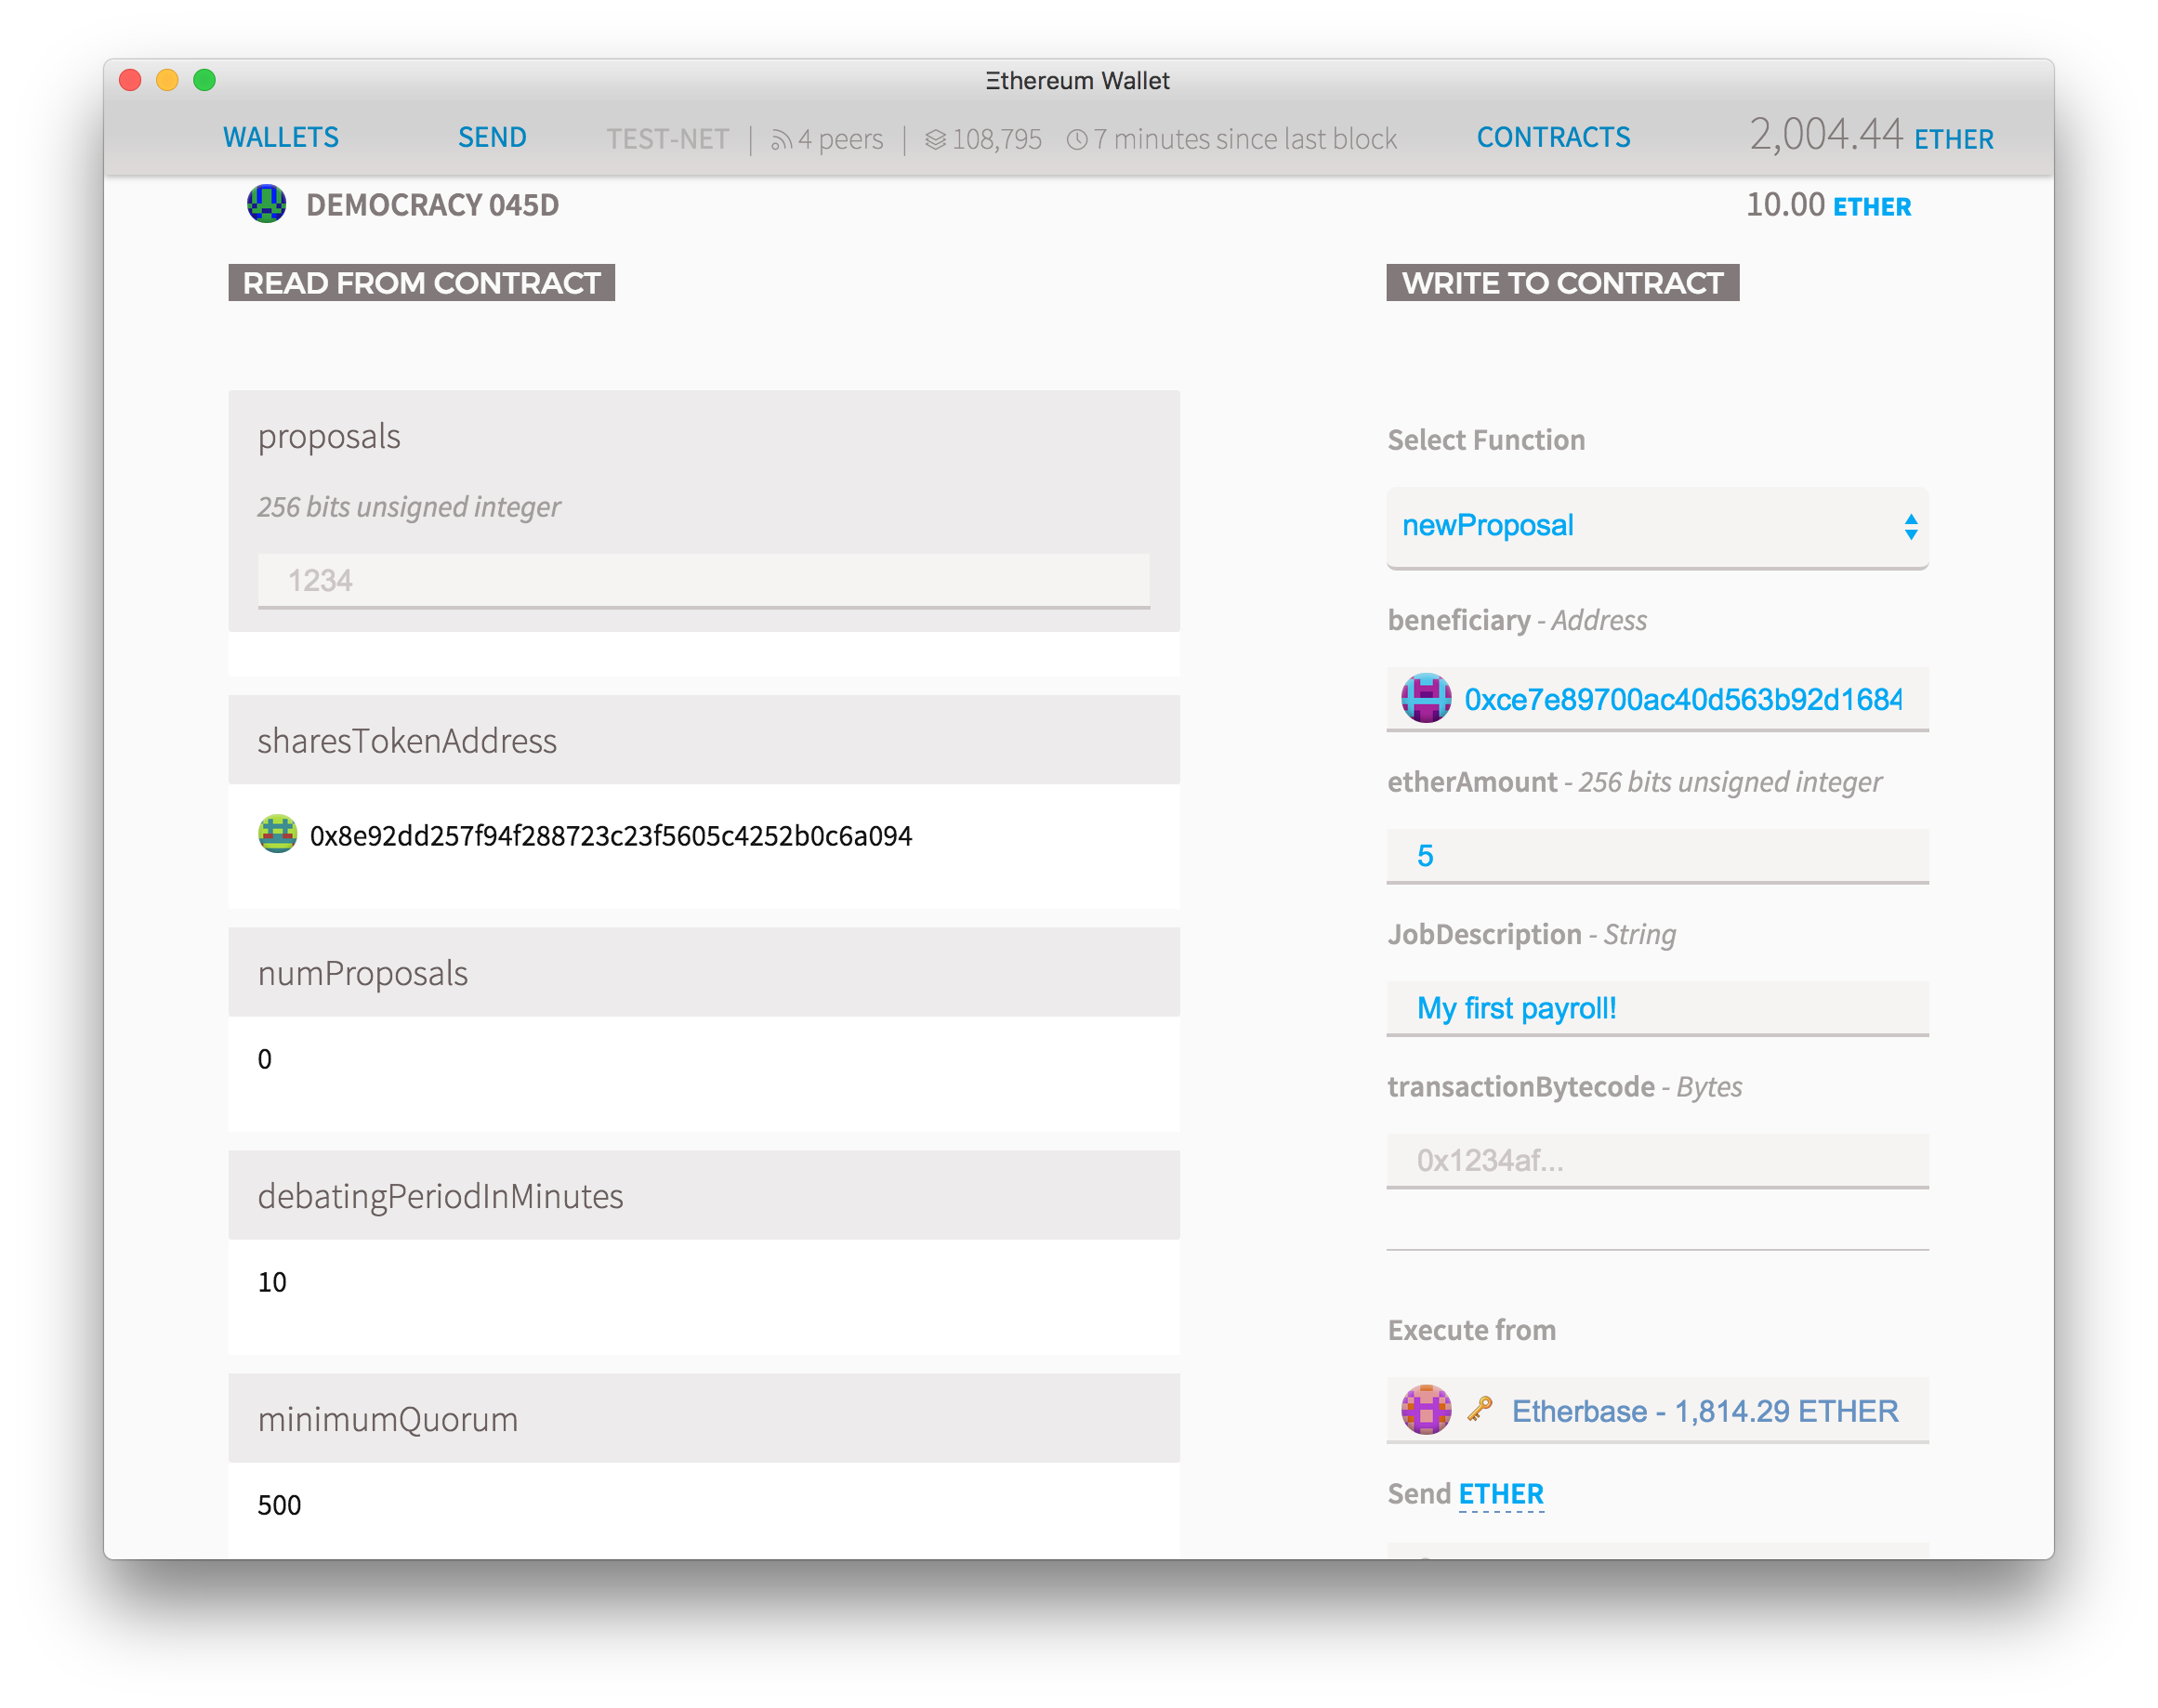 Ξthereum Wallet
WALLETS SEND TEST-NET | 4 peers | 108,795 7 minutes since last block CONTRACTS 2,004.44 ETHER
DEMOCRACY 045D 10.00 ETHER
READ FROM CONTRACT
proposals
256 bits unsigned integer
1234
sharesTokenAddress
0x8e92dd257f94f288723c23f5605c4252b0c6a094
numProposals
0
debatingPeriodInMinutes
10
minimumQuorum
500
WRITE TO CONTRACT
Select Function
newProposal
beneficiary - Address
0xce7e89700ac40d563b92d1684
etherAmount - 256 bits unsigned integer
5
JobDescription - String
My first payroll!
transactionBytecode - Bytes
0x1234af...
Execute from
Etherbase - 1,814.29 ETHER
Send ETHER